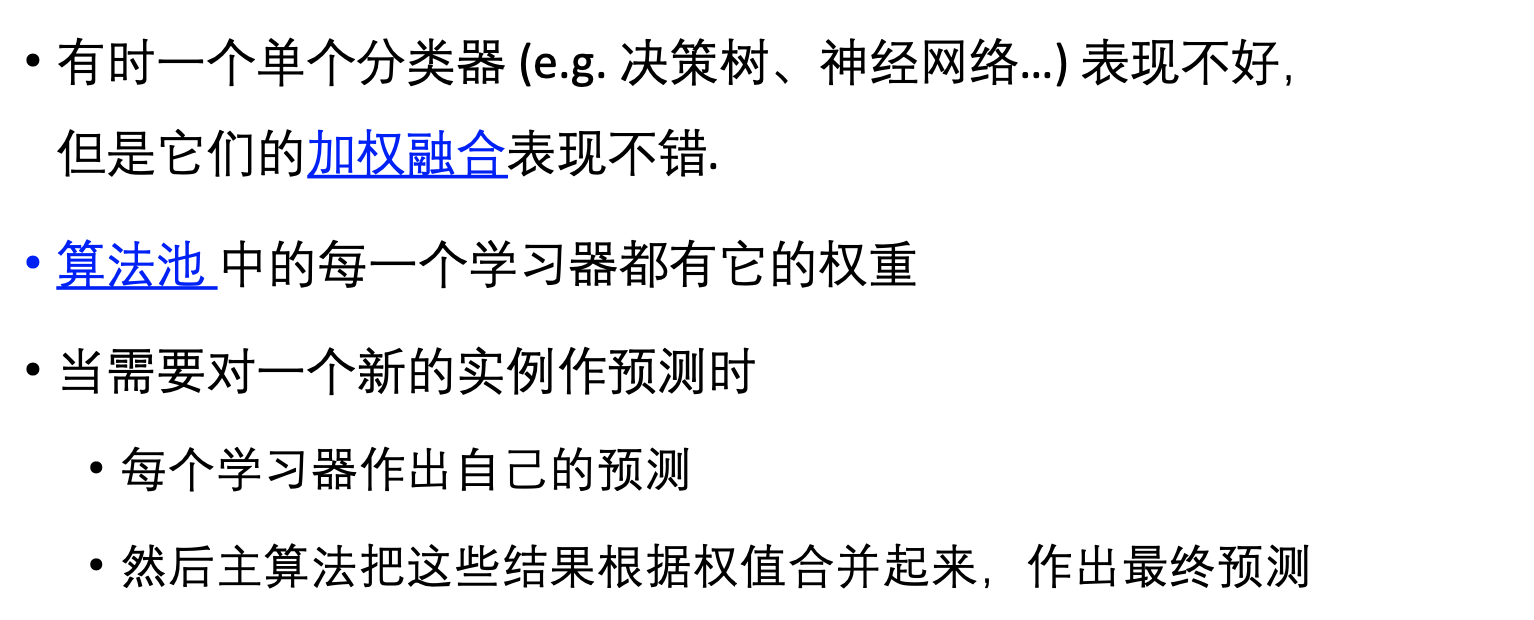 • 有时一个单个分类器 (e.g. 决策树、神经网络…) 表现不好,
但是它们的加权融合表现不错.
• 算法池 中的每一个学习器都有它的权重
• 当需要对一个新的实例作预测时
• 每个学习器作出自己的预测
• 然后主算法把这些结果根据权值合并起来, 作出最终预测